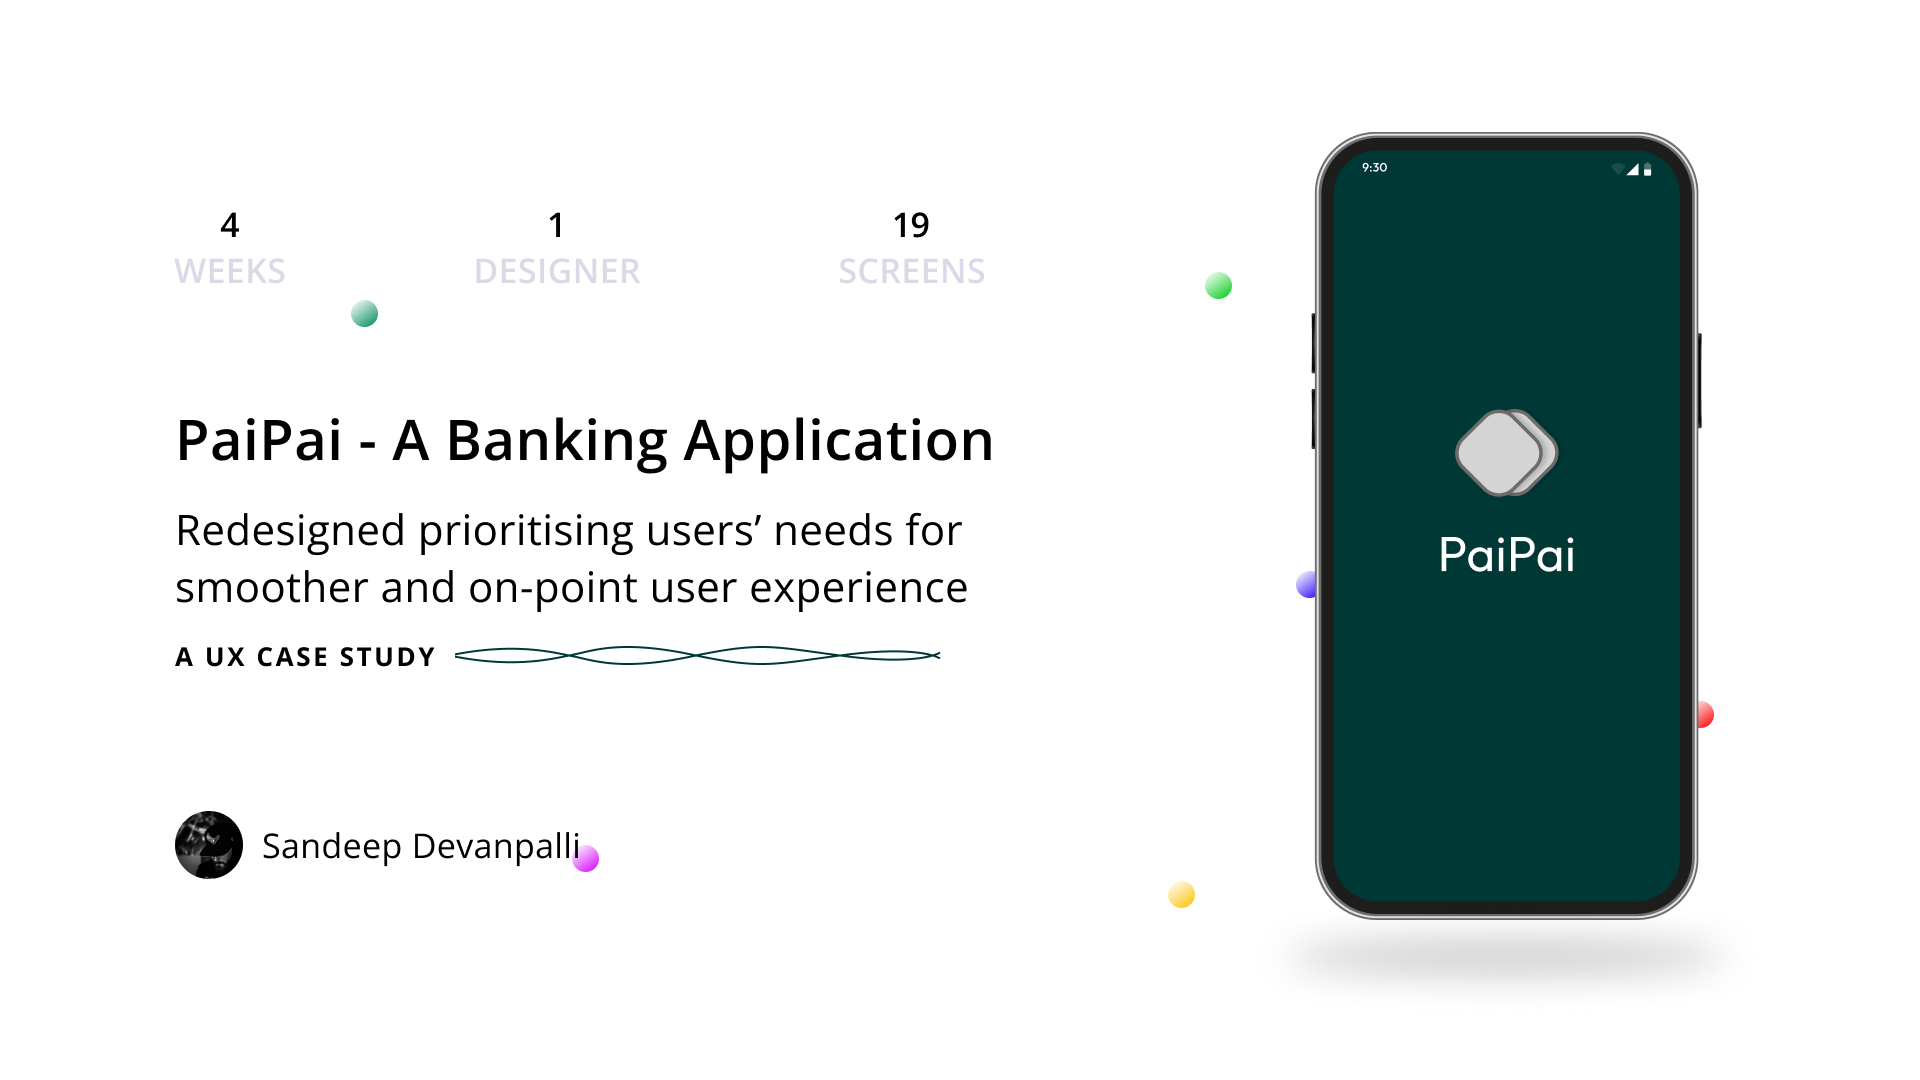 4
WEEKS
1
DESIGNER
19
SCREENS
PaiPai - A Banking Application
Redesigned prioritising users’ needs for
smoother and on-point user experience
A UX CASE STUDY
Sandeep Devanpalli
9:30
PaiPai